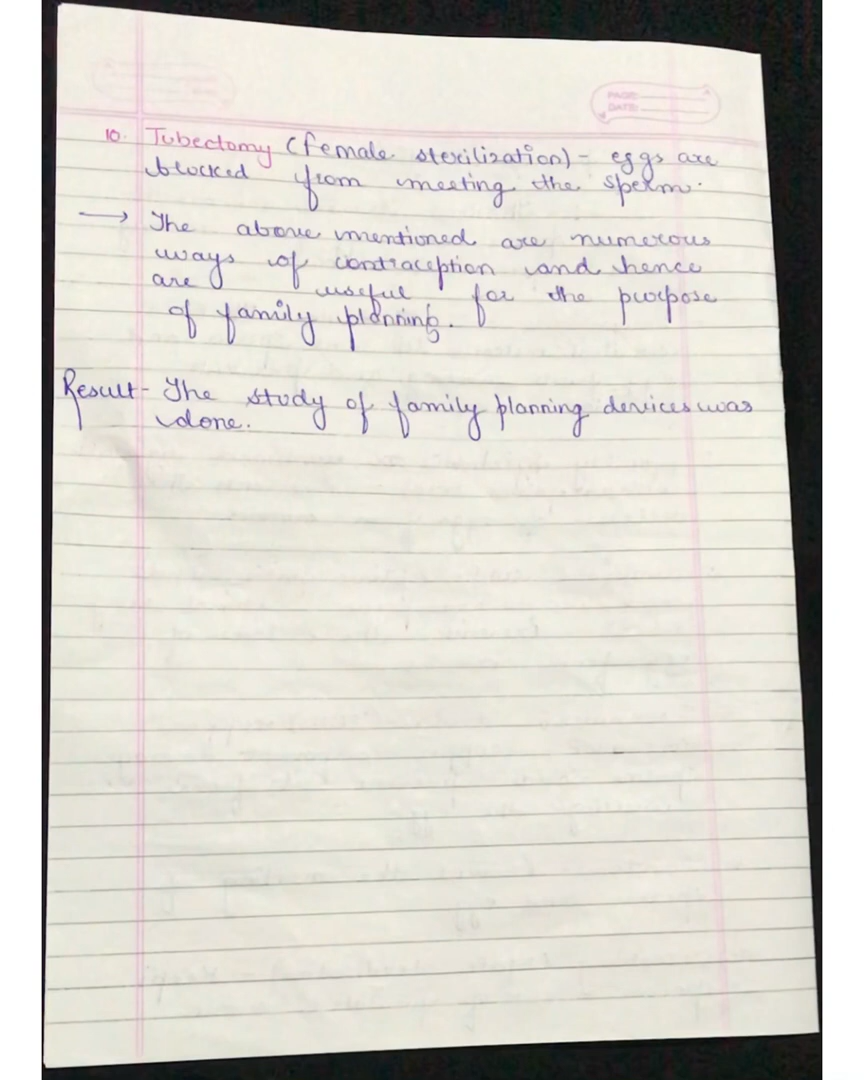 PAGE:
DATE:
10. Tubectomy (female sterilization) - eggs are
blocked from meeting the sperm.
→ The above mentioned are numerous
ways of contraception and hence
are useful for the purpose
of family planning.
Result - The study of family planning devices was
done.